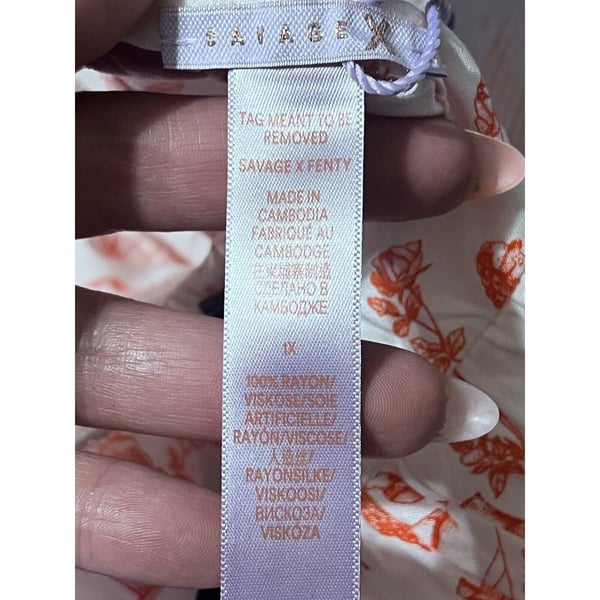 SAVAGE X
TAG MEANT TO BE
REMOVED
SAVAGE X FENTY
MADE IN
CAMBODIA
FABRIQUÉ AU
CAMBODGE
在柬埔寨制造
СДЕЛАНО В
КАМБОДЖЕ
1X
100% RAYON/
VISKOSE/SOIE
ARTIFICIELLE/
RAYON/VISCOSE/
人造丝/
RAYONSILKE/
VISKOOSI/
ВИСКОЗА/
VISKÓZA